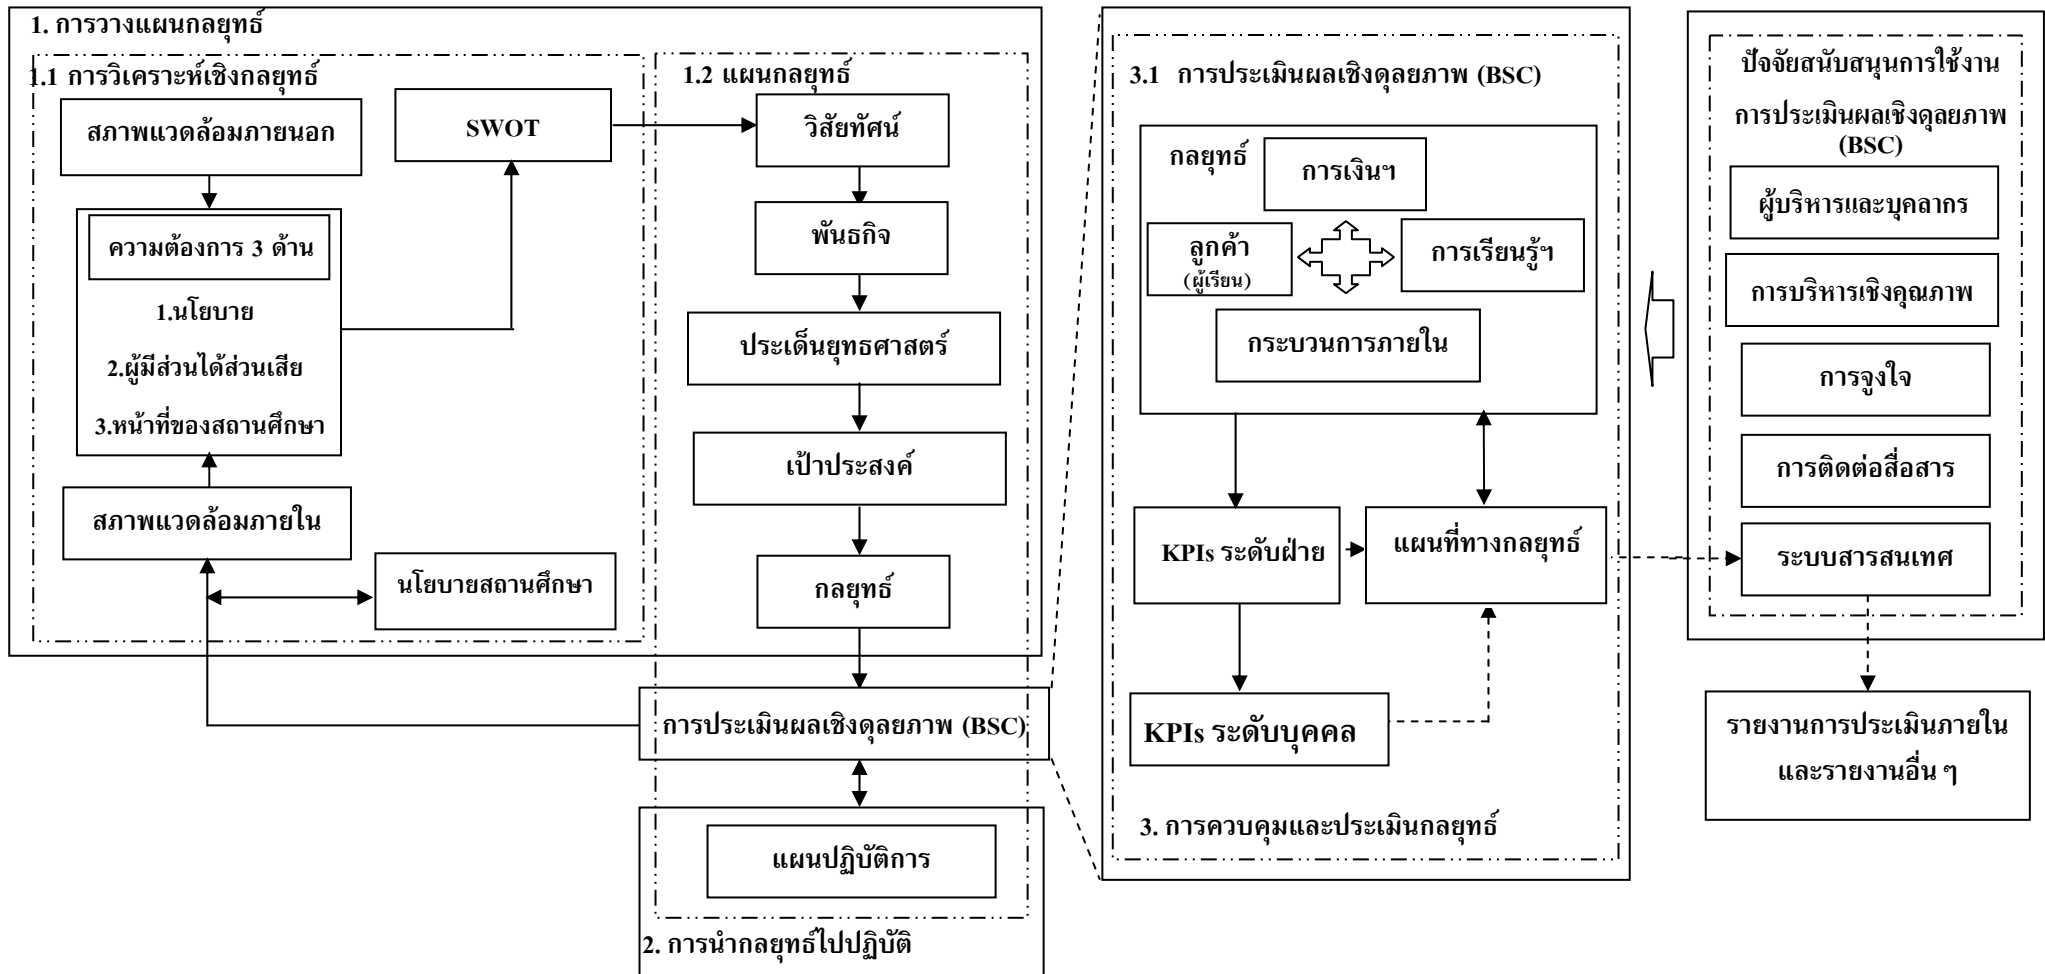 1. การวางแผนกลยุทธ์
1.1 การวิเคราะห์เชิงกลยุทธ์
สภาพแวดล้อมภายนอก
SWOT
ความต้องการ 3 ด้าน
1.นโยบาย
2.ผู้มีส่วนได้ส่วนเสีย
3.หน้าที่ของสถานศึกษา
สภาพแวดล้อมภายใน
นโยบายสถานศึกษา
1.2 แผนกลยุทธ์
วิสัยทัศน์
พันธกิจ
ประเด็นยุทธศาสตร์
เป้าประสงค์
กลยุทธ์
การประเมินผลเชิงดุลยภาพ (BSC)
แผนปฏิบัติการ
2. การนำกลยุทธ์ไปปฏิบัติ
3.1 การประเมินผลเชิงดุลยภาพ (BSC)
กลยุทธ์
การเงินฯ
ลูกค้า
(ผู้เรียน)
การเรียนรู้ฯ
กระบวนการภายใน
KPIs ระดับฝ่าย
แผนที่ทางกลยุทธ์
KPIs ระดับบุคคล
3. การควบคุมและประเมินกลยุทธ์
ปัจจัยสนับสนุนการใช้งาน
การประเมินผลเชิงดุลยภาพ
(BSC)
ผู้บริหารและบุคลากร
การบริหารเชิงคุณภาพ
การจูงใจ
การติดต่อสื่อสาร
ระบบสารสนเทศ
รายงานการประเมินภายใน
และรายงานอื่น ๆ